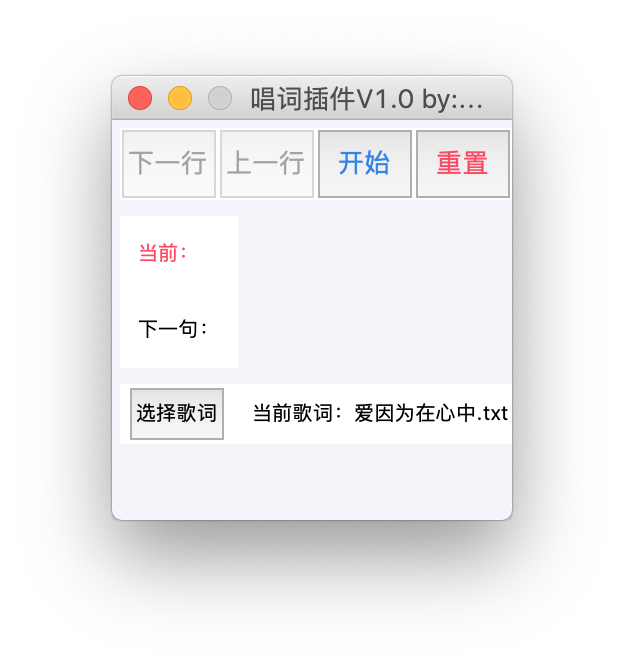 唱词插件V1.0 by:...
下一行 上一行 开始 重置
当前：
下一句：
选择歌词 当前歌词：爱因为在心中.txt